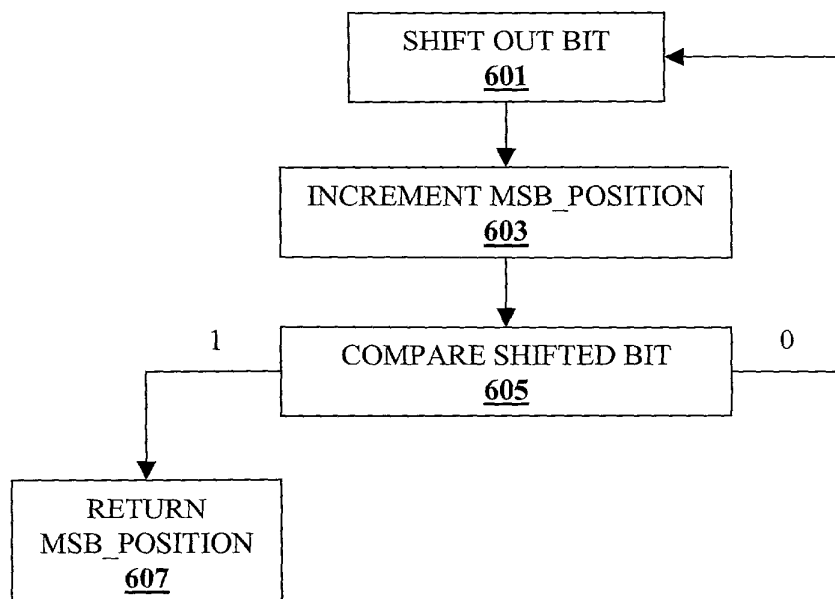 SHIFT OUT BIT
601
INCREMENT MSB_POSITION
603
1
COMPARE SHIFTED BIT
605
0
RETURN
MSB_POSITION
607